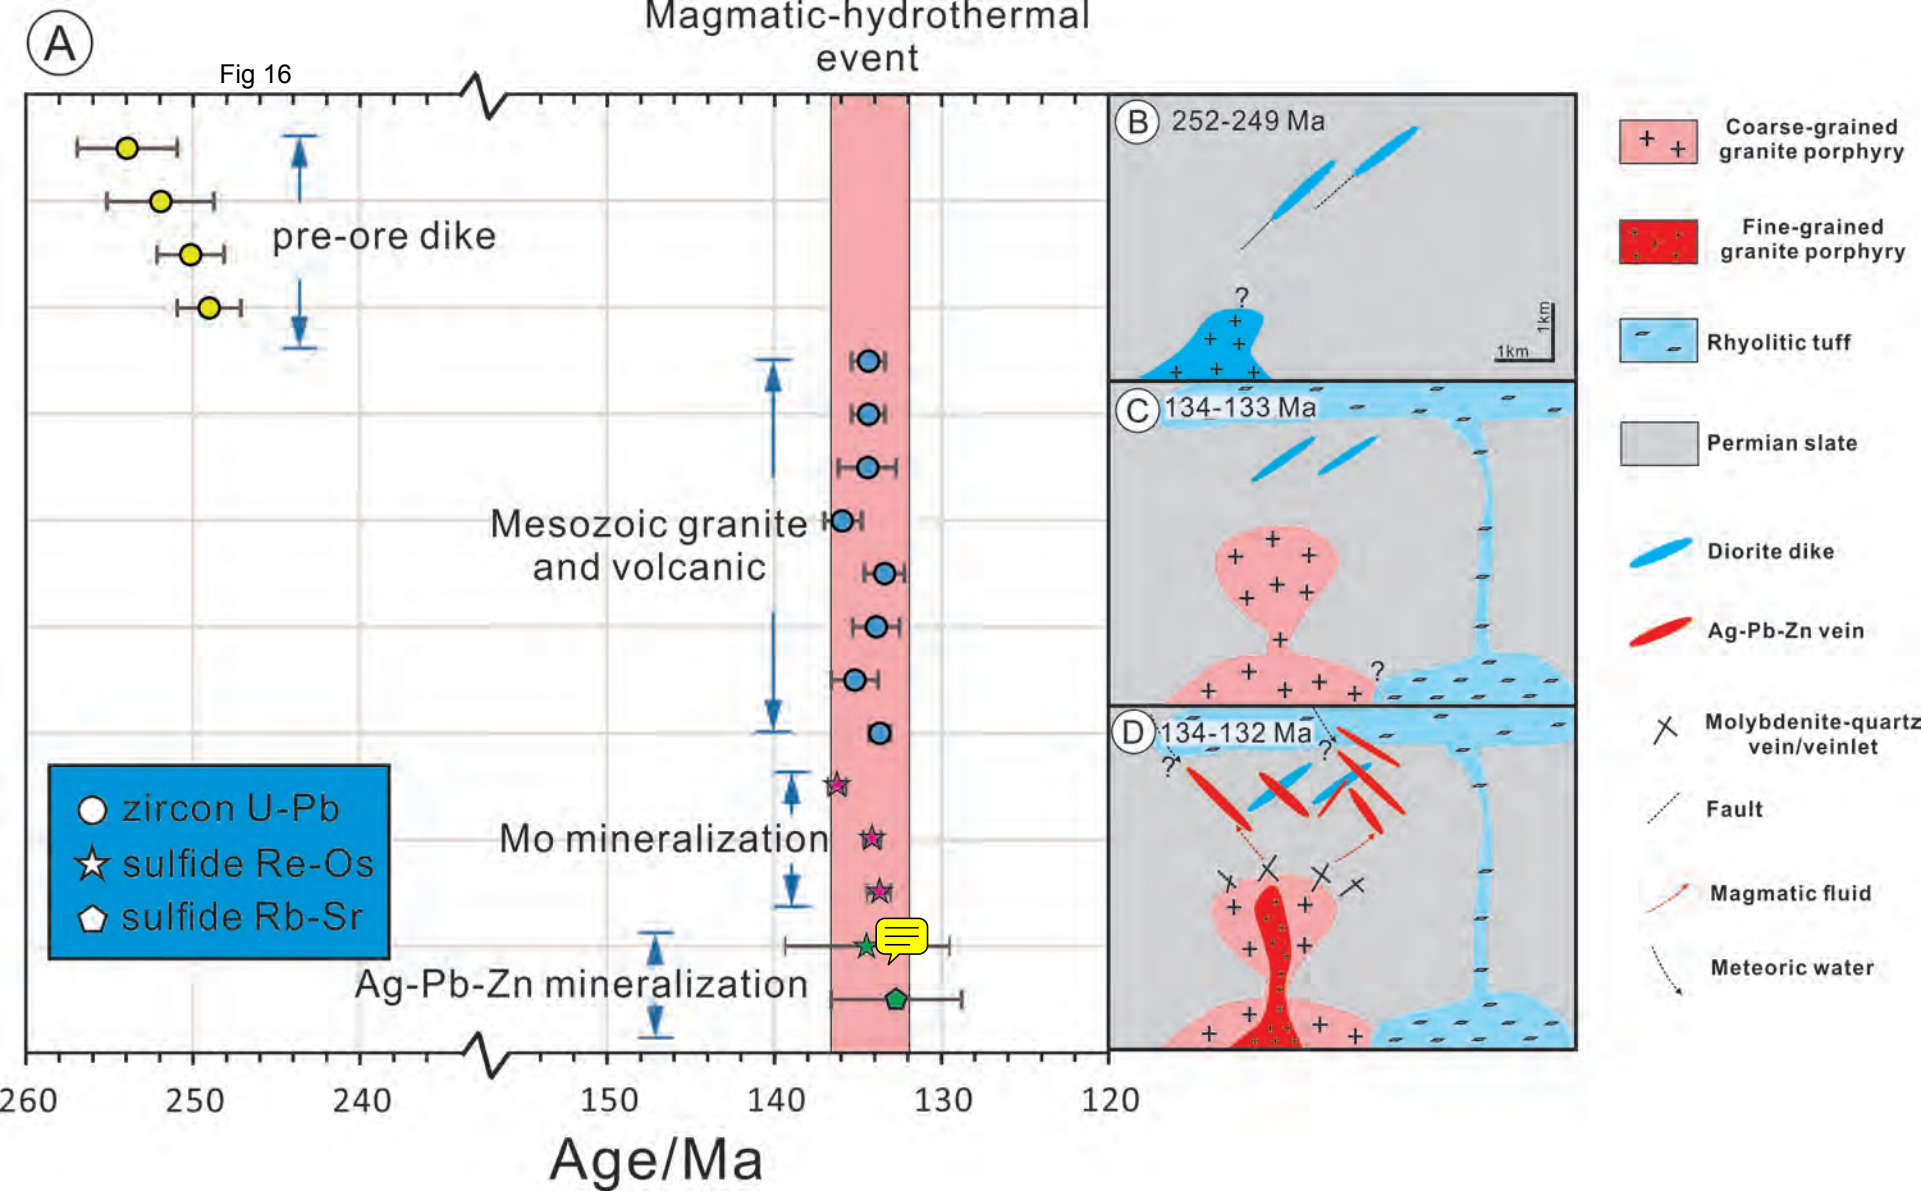 A
Fig 16
Magmatic-hydrothermal
event
pre-ore dike
Mesozoic granite
and volcanic
Mo mineralization
Ag-Pb-Zn mineralization
zircon U-Pb
sulfide Re-Os
sulfide Rb-Sr
260
250
240
150
140
130
120
Age/Ma
B
252-249 Ma
?
1km
1km
C
134-133 Ma
?
D
134-132 Ma
?
?
Coarse-grained
granite porphyry
Fine-grained
granite porphyry
Rhyolitic tuff
Permian slate
Diorite dike
Ag-Pb-Zn vein
Molybdenite-quartz
vein/veinlet
Fault
Magmatic fluid
Meteoric water